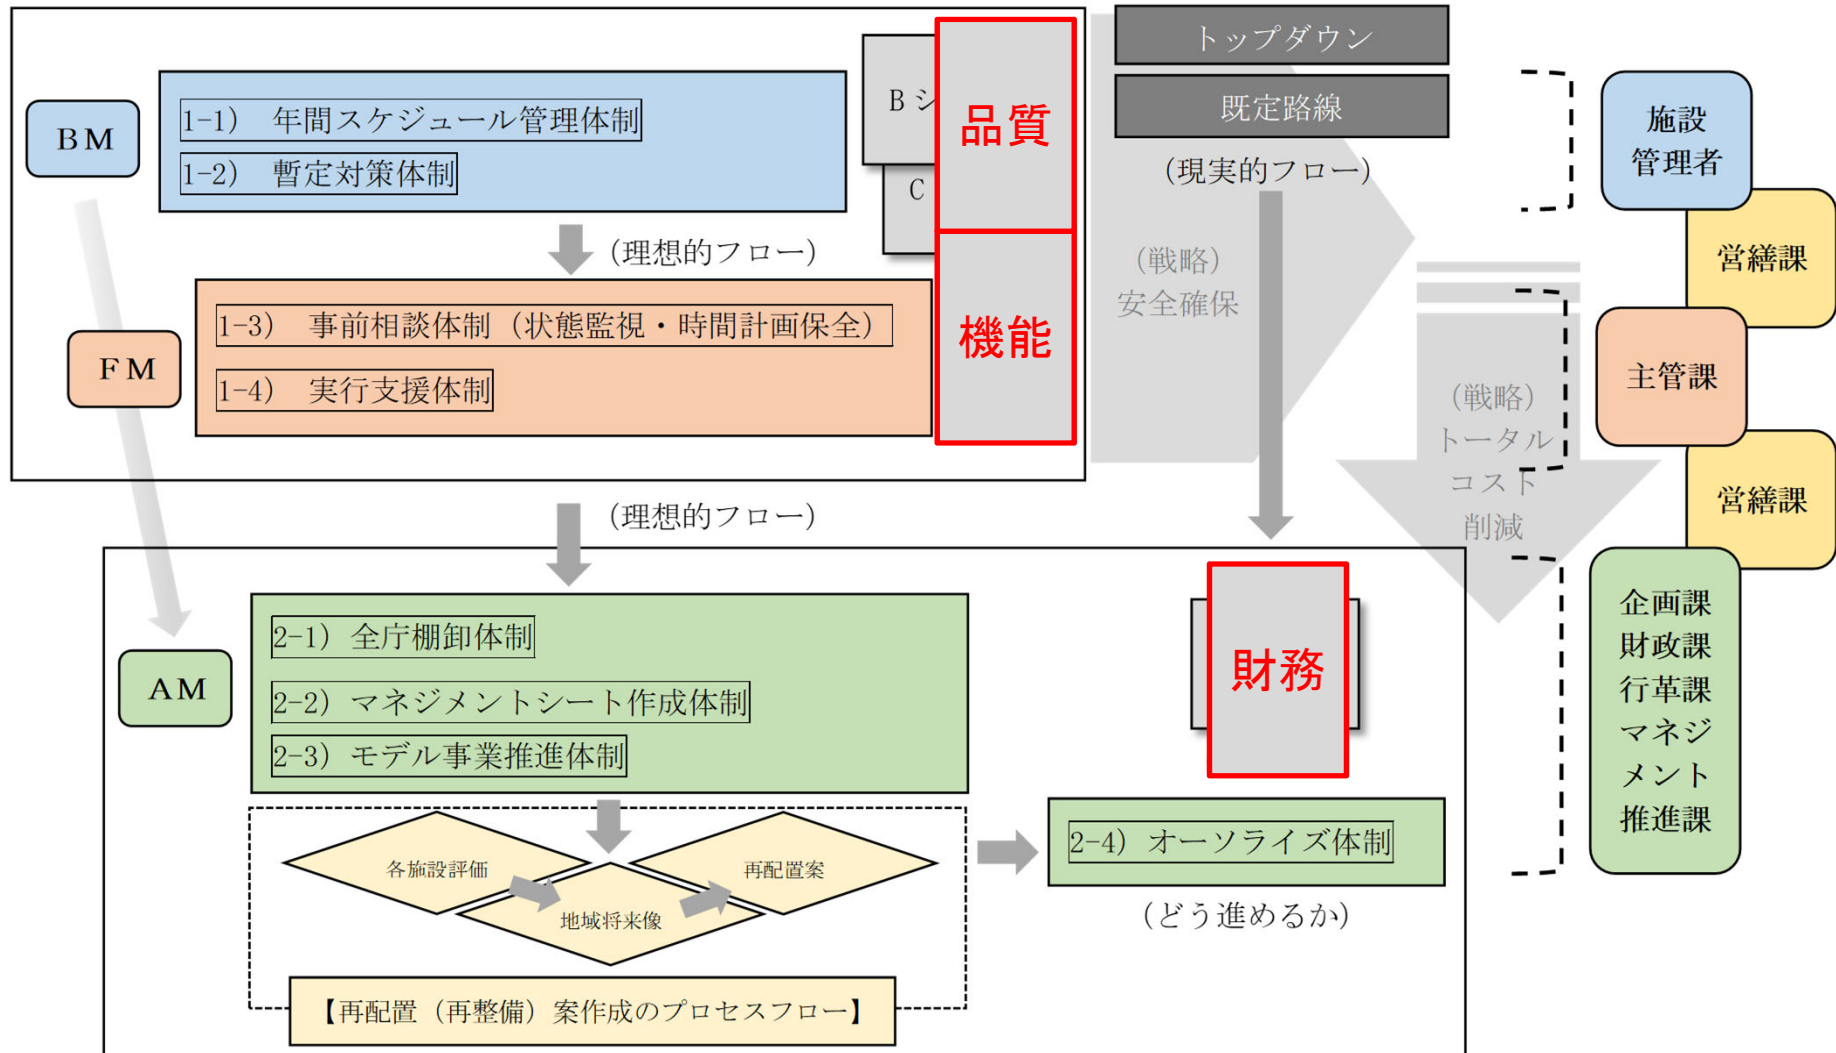 BM
1-1) 年間スケジュール管理体制
1-2) 暫定対策体制
Bシ
C
品質
(理想的フロー)
FM
1-3) 事前相談体制(状態監視・時間計画保全)
1-4) 実行支援体制
機能
(理想的フロー)
トップダウン
既定路線
(現実的フロー)
(戦略)
安全確保
(戦略)
トータル
コスト
削減
施設
管理者
営繕課
主管課
営繕課
企画課
財政課
行革課
マネジ
メント
推進課
AM
2-1) 全庁棚卸体制
2-2) マネジメントシート作成体制
2-3) モデル事業推進体制
財務
各施設評価
地域将来像
再配置案
【再配置(再整備)案作成のプロセスフロー】
2-4) オーソライズ体制
(どう進めるか)